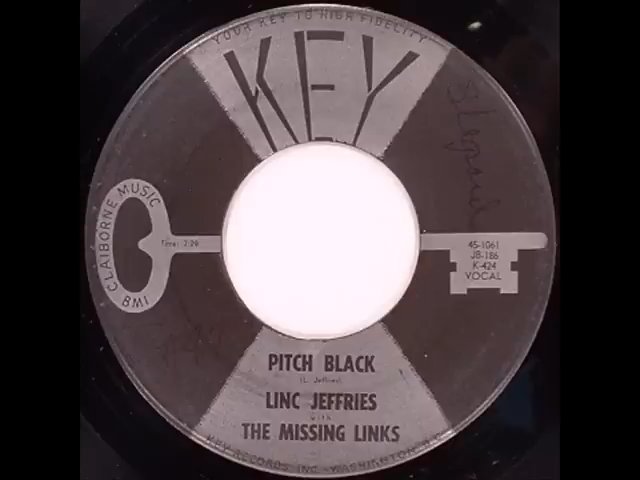 YOUR KEY TO HIGH FIDELITY
KEY
CLAIBORNE MUSIC
BMI
Time: 2:20
45-1061
JB-186
K-424
VOCAL
PITCH BLACK
(L. Jeffries)
LINC JEFFRIES
with
THE MISSING LINKS
KEY RECORDS INC - WASHINGTON D.C.